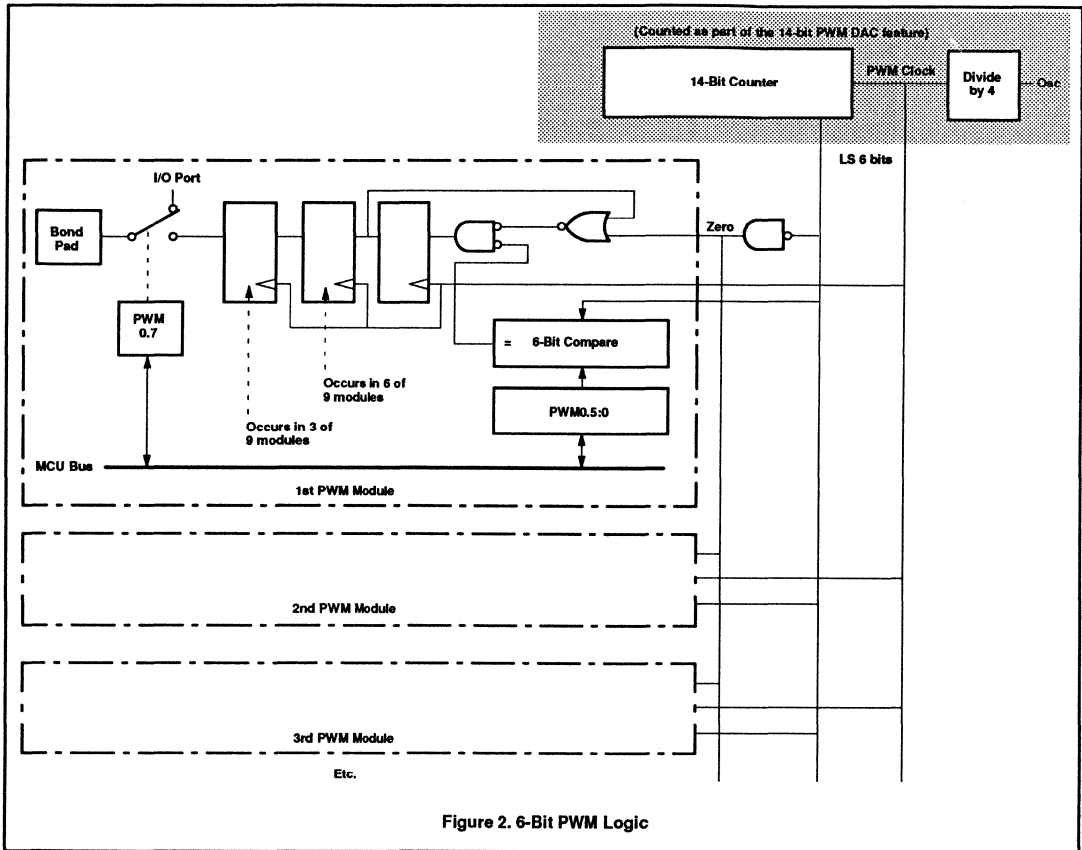 (Counted as part of the 14-bit PWM DAC feature)
14-Bit Counter
PWM Clock
Divide
by 4
Osc
LS 6 bits
I/O Port
Bond
Pad
Zero
PWM
0.7
= 6-Bit Compare
Occurs in 6 of
9 modules
PWM0.5:0
Occurs in 3 of
9 modules
MCU Bus
1st PWM Module
2nd PWM Module
3rd PWM Module
Etc.
Figure 2. 6-Bit PWM Logic